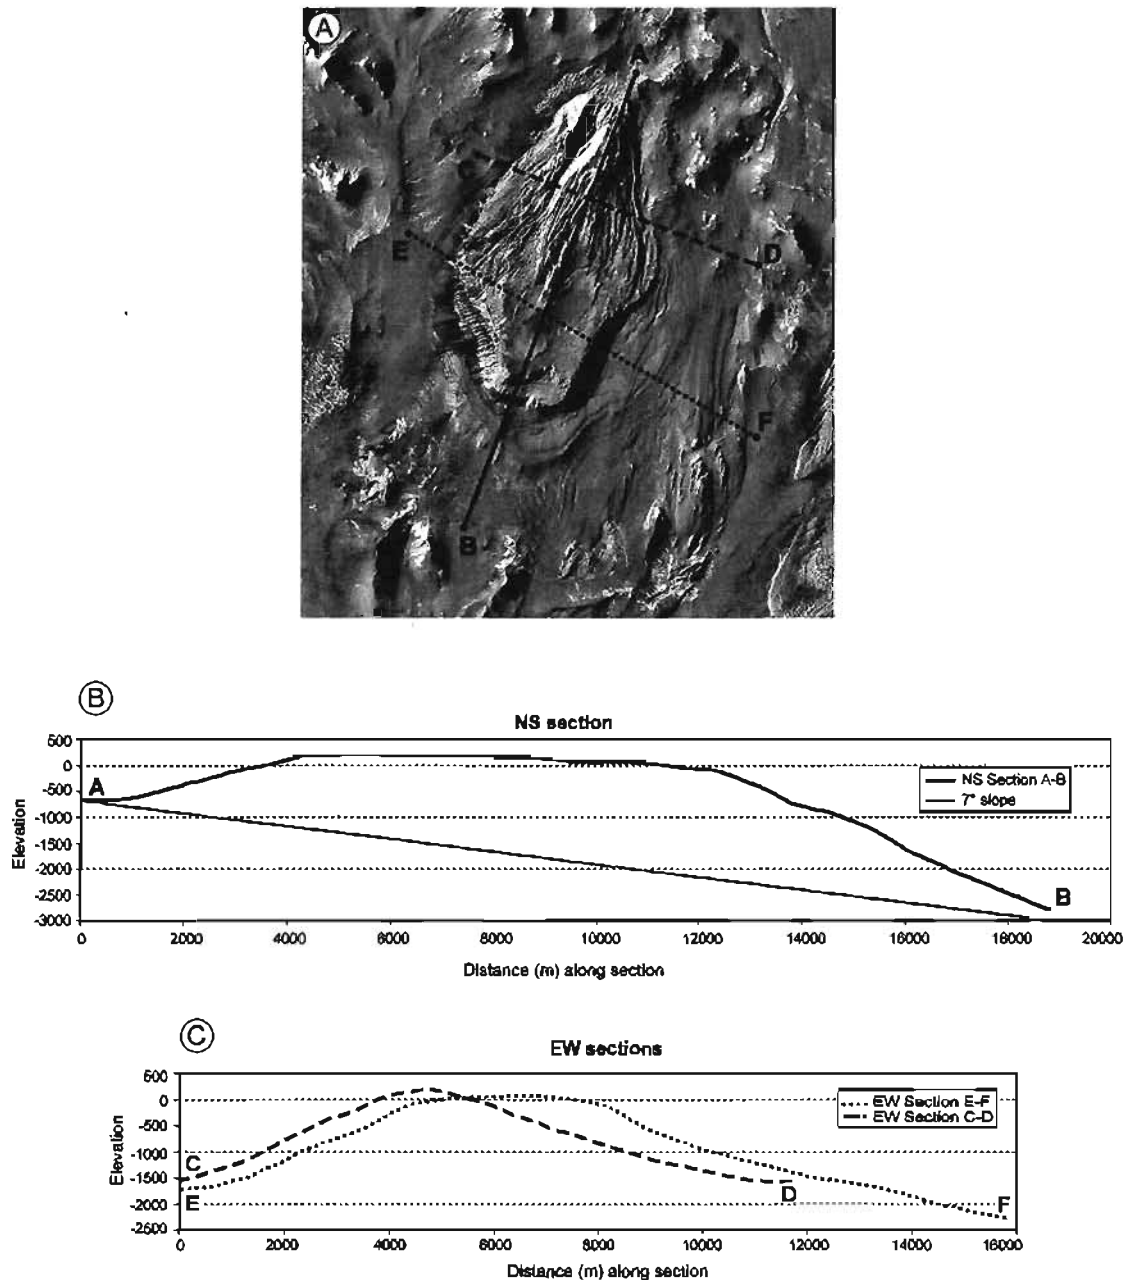 A
A
C
D
E
F
B
B
NS section
500
0
-500
-1000
-1500
-2000
-2500
-3000
Elevation
A
B
NS Section A-B
7° slope
0 2000 4000 6000 8000 10000 12000 14000 16000 18000 20000
Distance (m) along section
C
EW sections
500
0
-500
-1000
-1500
-2000
-2500
Elevation
C
E
D
F
EW Section E-F
EW Section C-D
0 2000 4000 6000 8000 10000 12000 14000 16000
Distance (m) along section